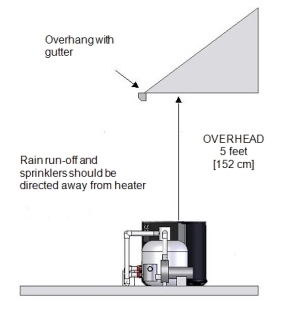 Overhang with
gutter
OVERHEAD
5 feet
[152 cm]
Rain run-off and
sprinklers should be
directed away from heater